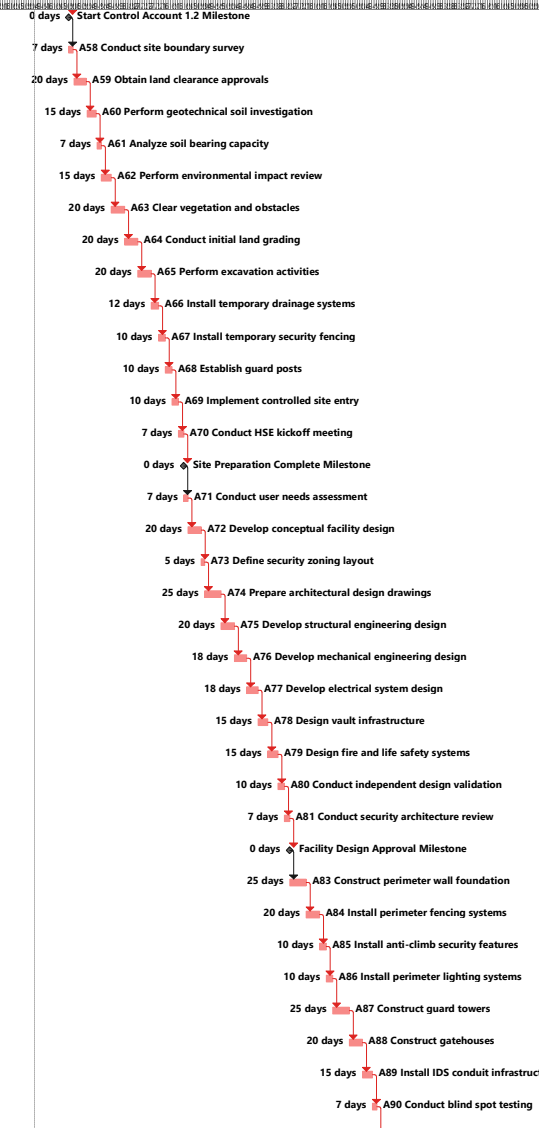 0 days Start Control Account 1.2 Milestone
7 days A58 Conduct site boundary survey
20 days A59 Obtain land clearance approvals
15 days A60 Perform geotechnical soil investigation
7 days A61 Analyze soil bearing capacity
15 days A62 Perform environmental impact review
20 days A63 Clear vegetation and obstacles
20 days A64 Conduct initial land grading
20 days A65 Perform excavation activities
12 days A66 Install temporary drainage systems
10 days A67 Install temporary security fencing
10 days A68 Establish guard posts
10 days A69 Implement controlled site entry
7 days A70 Conduct HSE kickoff meeting
0 days Site Preparation Complete Milestone
7 days A71 Conduct user needs assessment
20 days A72 Develop conceptual facility design
5 days A73 Define security zoning layout
25 days A74 Prepare architectural design drawings
20 days A75 Develop structural engineering design
18 days A76 Develop mechanical engineering design
18 days A77 Develop electrical system design
15 days A78 Design vault infrastructure
15 days A79 Design fire and life safety systems
10 days A80 Conduct independent design validation
7 days A81 Conduct security architecture review
0 days Facility Design Approval Milestone
25 days A83 Construct perimeter wall foundation
20 days A84 Install perimeter fencing systems
10 days A85 Install anti-climb security features
10 days A86 Install perimeter lighting systems
25 days A87 Construct guard towers
20 days A88 Construct gatehouses
15 days A89 Install IDS conduit infrastruct
7 days A90 Conduct blind spot testing